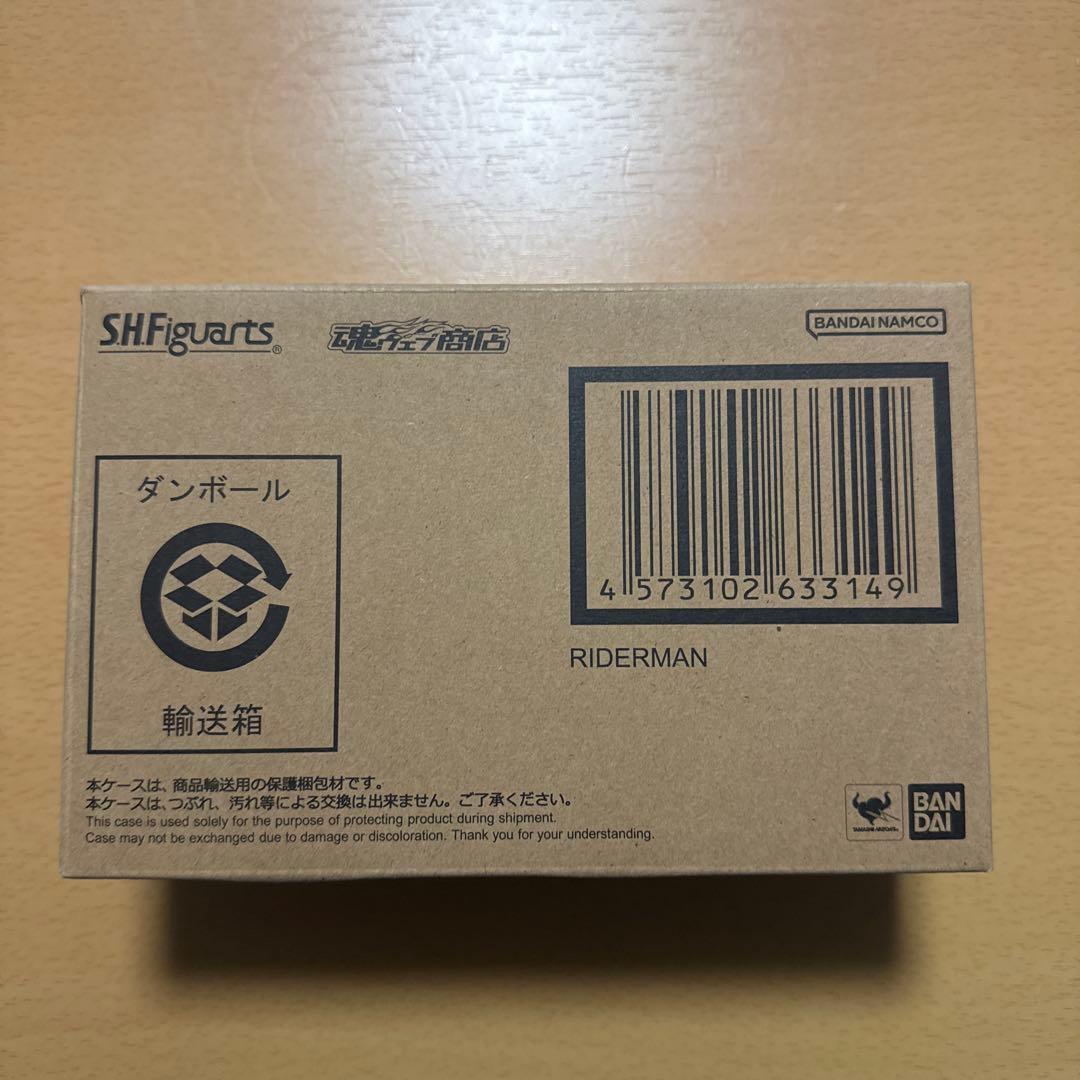 S.H.Figuarts®
魂ウェブ商店
BANDAI NAMCO
4 573102 633149
RIDERMAN
ダンボール
輸送箱
本ケースは、商品輸送用の保護梱包材です。
本ケースは、つぶれ、汚れ等による交換は出来ません。ご了承ください。
This case is used solely for the purpose of protecting product during shipment.
Case may not be exchanged due to damage or discoloration. Thank you for your understanding.
TAMASHII NATIONS
BAN
DAI